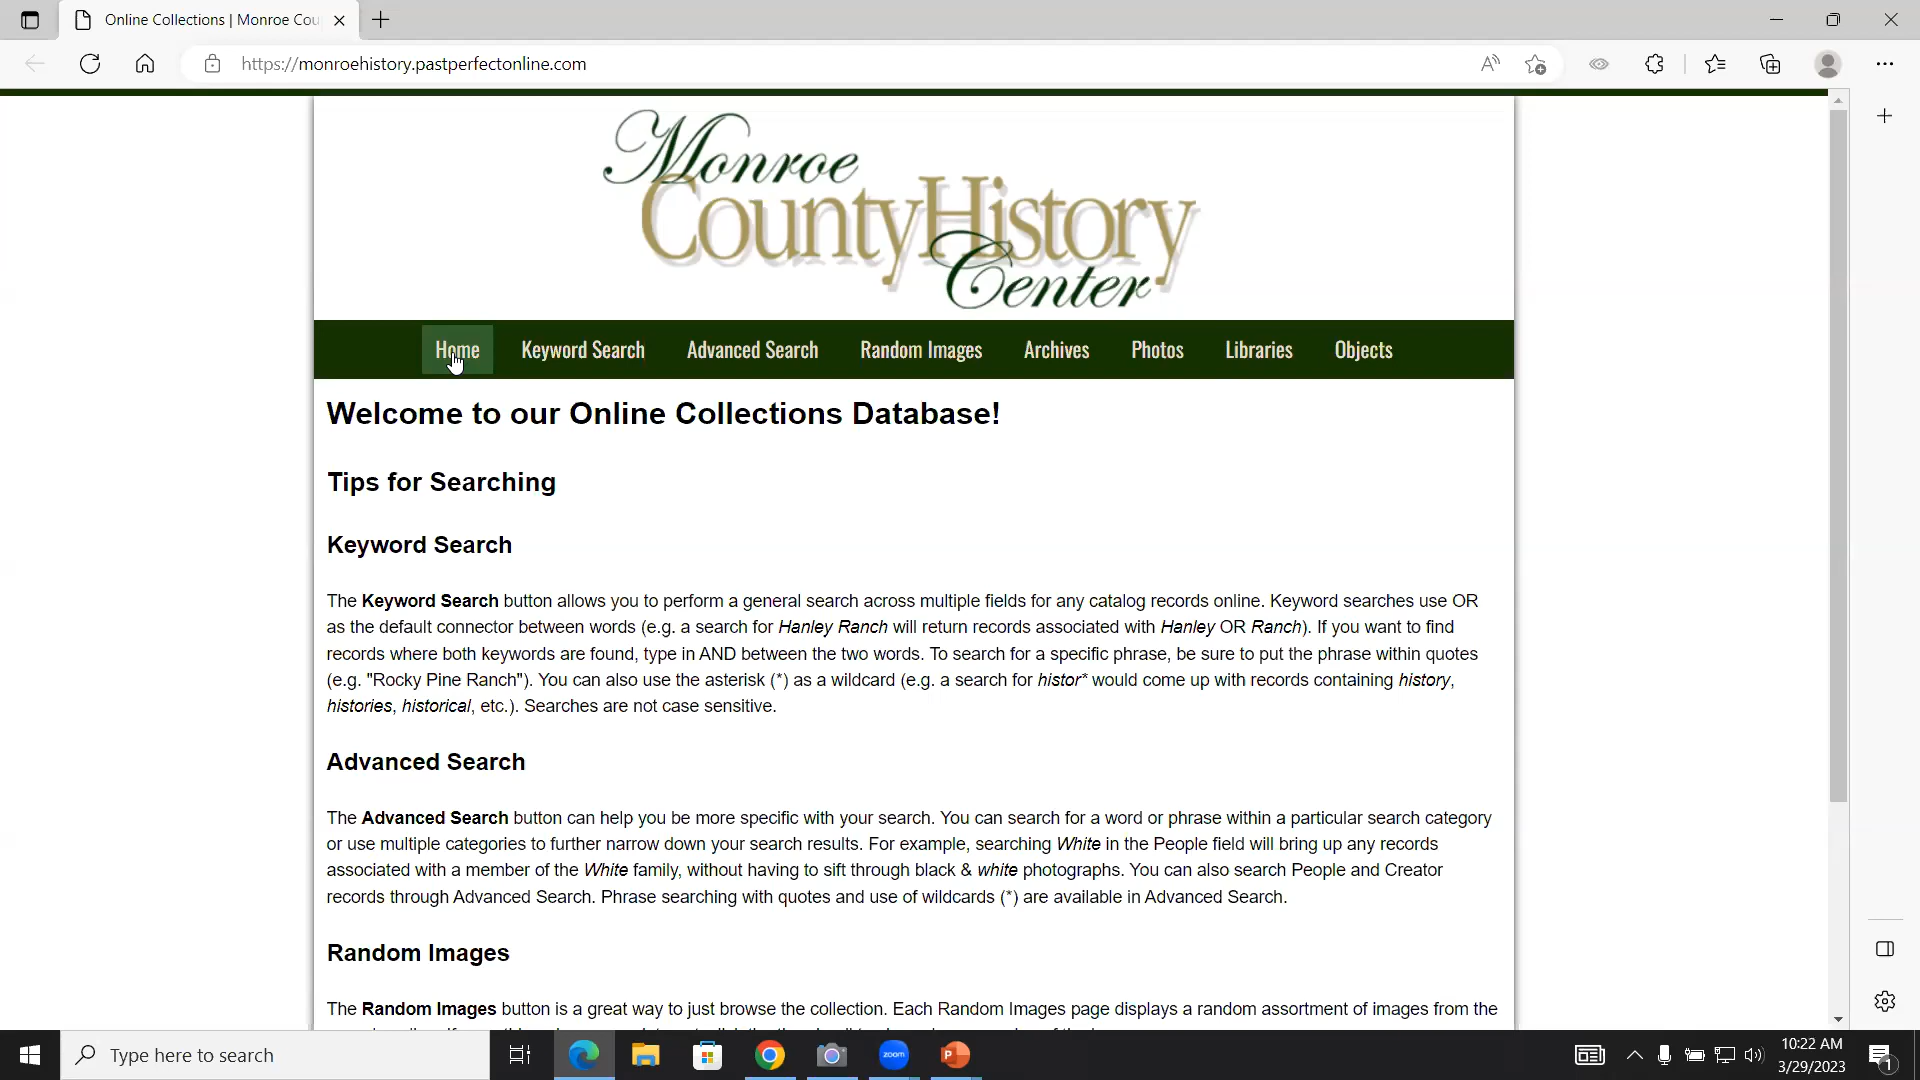 Online Collections | Monroe Cou
https://monroehistory.pastperfectonline.com
Monroe
CountyHistory
Center
Home Keyword Search Advanced Search Random Images Archives Photos Libraries Objects
Welcome to our Online Collections Database!
Tips for Searching
Keyword Search
The Keyword Search button allows you to perform a general search across multiple fields for any catalog records online. Keyword searches use OR
as the default connector between words (e.g. a search for Hanley Ranch will return records associated with Hanley OR Ranch). If you want to find
records where both keywords are found, type in AND between the two words. To search for a specific phrase, be sure to put the phrase within quotes
(e.g. "Rocky Pine Ranch"). You can also use the asterisk (*) as a wildcard (e.g. a search for histor* would come up with records containing history,
histories, historical, etc.). Searches are not case sensitive.
Advanced Search
The Advanced Search button can help you be more specific with your search. You can search for a word or phrase within a particular search category
or use multiple categories to further narrow down your search results. For example, searching White in the People field will bring up any records
associated with a member of the White family, without having to sift through black & white photographs. You can also search People and Creator
records through Advanced Search. Phrase searching with quotes and use of wildcards (*) are available in Advanced Search.
Random Images
The Random Images button is a great way to just browse the collection. Each Random Images page displays a random assortment of images from the
Type here to search
zoom
10:22 AM
3/29/2023
1